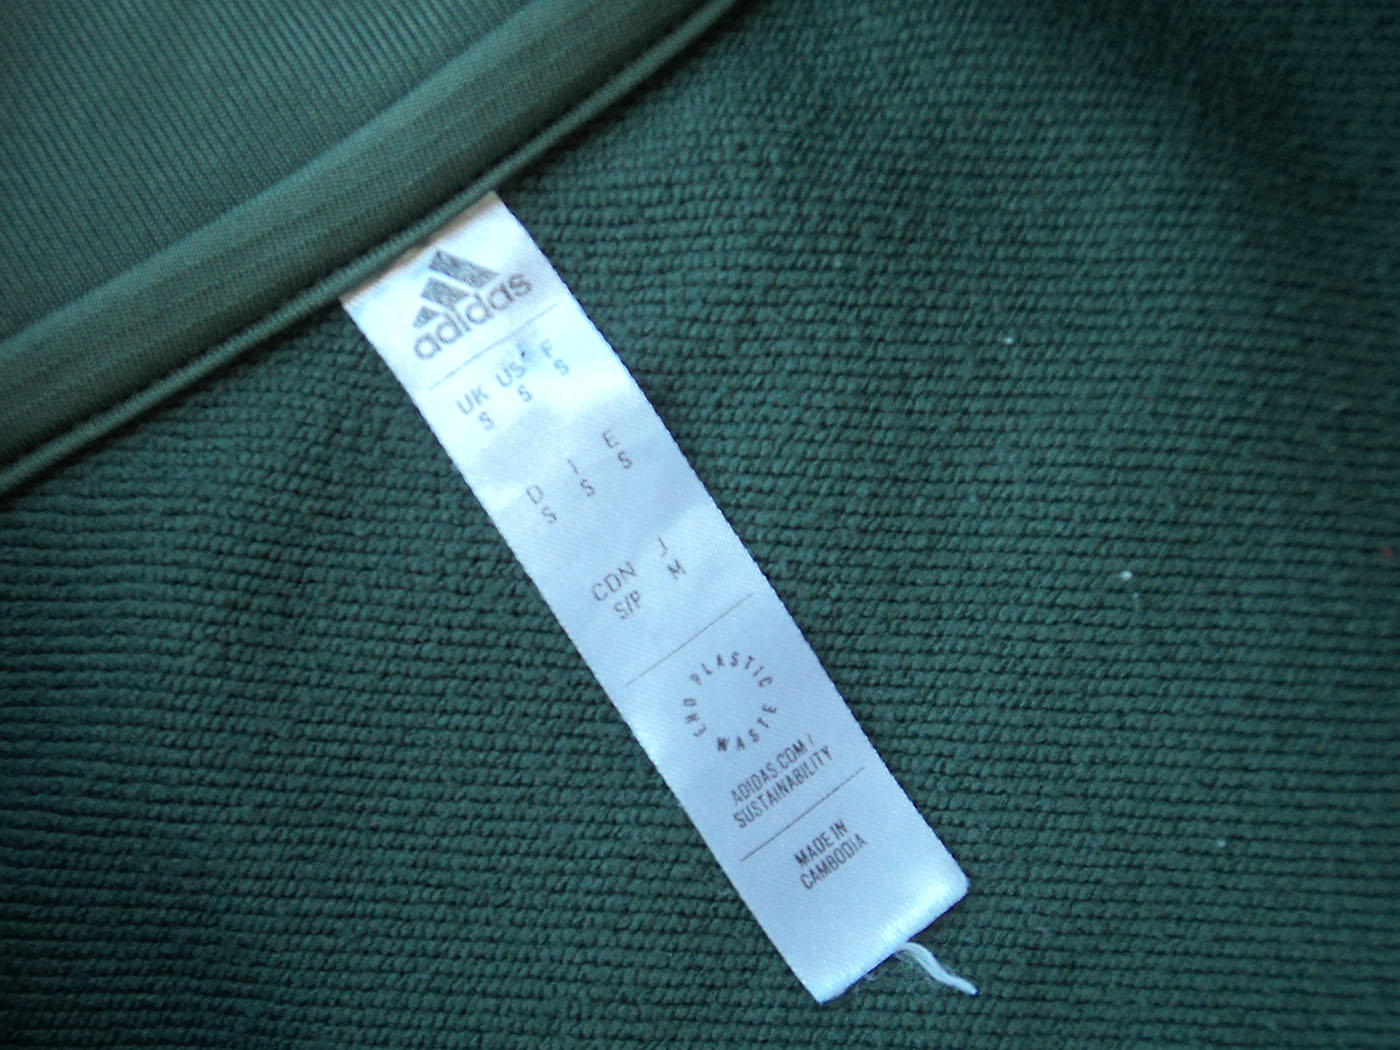 adidas
UK US F
S S S
D I E
S S S
CDN J
S/P M
END PLASTIC WASTE
ADIDAS.COM/
SUSTAINABILITY
MADE IN
CAMBODIA